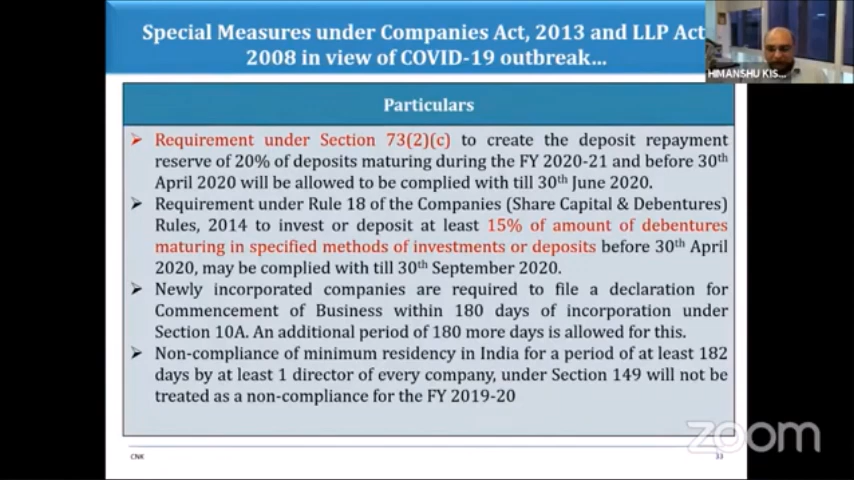 Special Measures under Companies Act, 2013 and LLP Act
2008 in view of COVID-19 outbreak...
HIMANSHU KIS...
Particulars
➢ Requirement under Section 73(2)(c) to create the deposit repayment
reserve of 20% of deposits maturing during the FY 2020-21 and before 30th
April 2020 will be allowed to be complied with till 30th June 2020.
➢ Requirement under Rule 18 of the Companies (Share Capital & Debentures)
Rules, 2014 to invest or deposit at least 15% of amount of debentures
maturing in specified methods of investments or deposits before 30th April
2020, may be complied with till 30th September 2020.
➢ Newly incorporated companies are required to file a declaration for
Commencement of Business within 180 days of incorporation under
Section 10A. An additional period of 180 more days is allowed for this.
➢ Non-compliance of minimum residency in India for a period of at least 182
days by at least 1 director of every company, under Section 149 will not be
treated as a non-compliance for the FY 2019-20
zoom
CNK
33